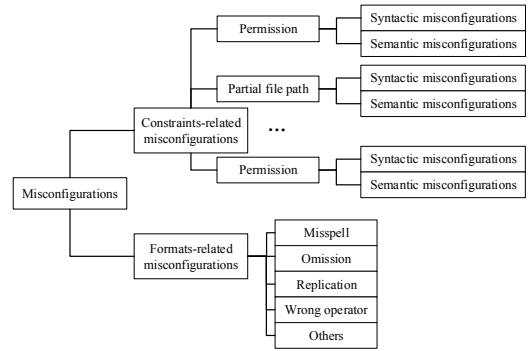 Syntactic misconfigurations
Permission
Semantic misconfigurations
Syntactic misconfigurations
Partial file path
Semantic misconfigurations
Constraints-related
misconfigurations
...
Syntactic misconfigurations
Permission
Semantic misconfigurations
Misconfigurations
Formats-related
misconfigurations
Misspell
Omission
Replication
Wrong operator
Others